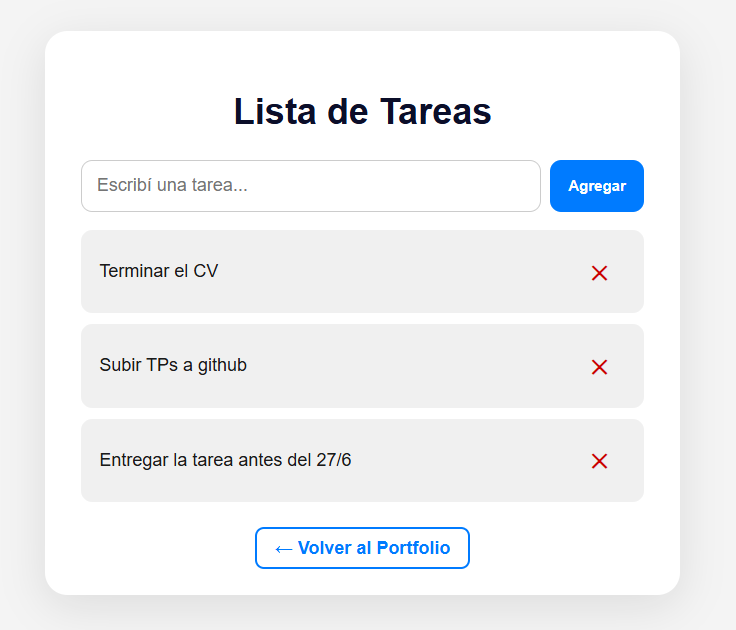 Lista de Tareas
Escribí una tarea...
Agregar
Terminar el CV
×
Subir TPs a github
×
Entregar la tarea antes del 27/6
×
← Volver al Portfolio